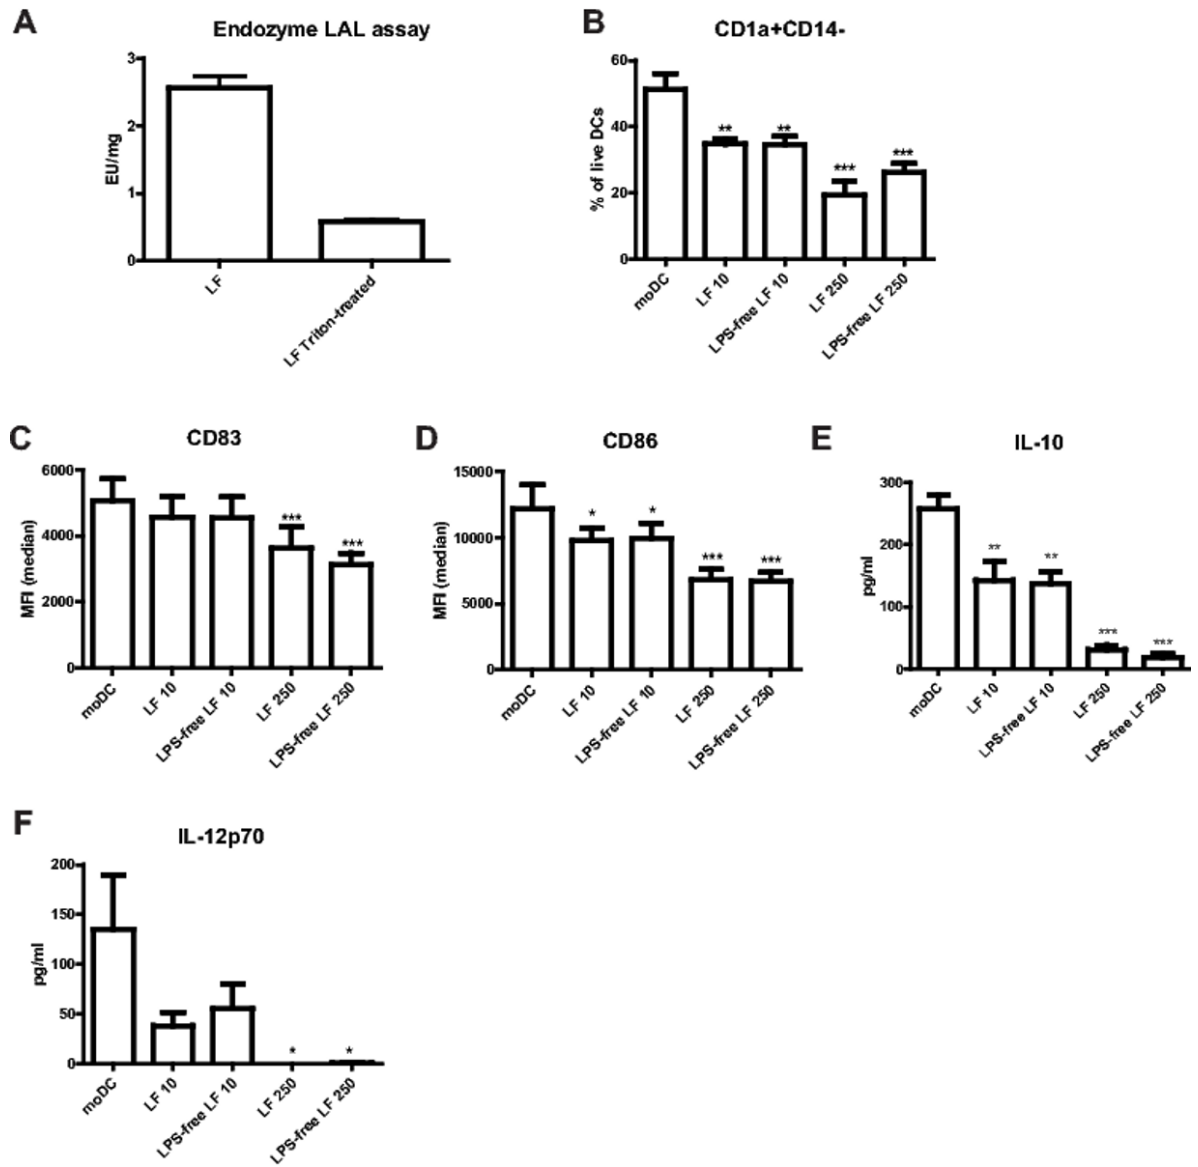 A
Endozyme LAL assay
EU/mg
3
2
1
0
LF
LF Triton-treated
B
CD1a+CD14-
% of live DCs
60
40
20
0
**
**
***
***
moDC
LF 10
LPS-free LF 10
LF 250
LPS-free LF 250
C
CD83
MFI (median)
6000
4000
2000
0
***
***
moDC
LF 10
LPS-free LF 10
LF 250
LPS-free LF 250
D
CD86
MFI (median)
15000
10000
5000
0
*
*
***
***
moDC
LF 10
LPS-free LF 10
LF 250
LPS-free LF 250
E
IL-10
pg/ml
300
200
100
0
**
**
***
***
moDC
LF 10
LPS-free LF 10
LF 250
LPS-free LF 250
F
IL-12p70
pg/ml
200
150
100
50
0
*
*
moDC
LF 10
LPS-free LF 10
LF 250
LPS-free LF 250